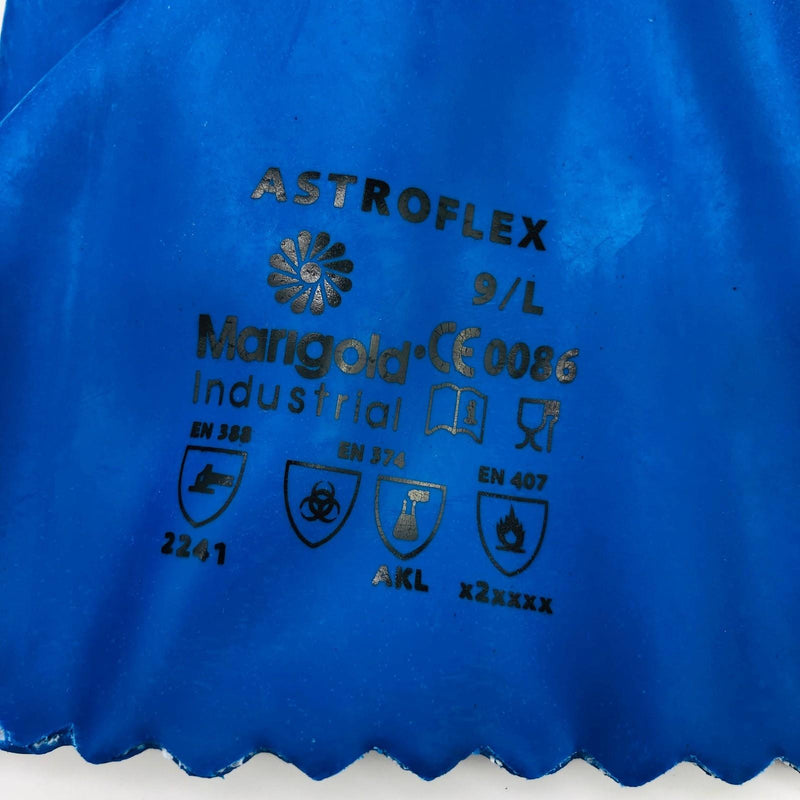 ASTROFLEX
9/L
Marigold CE 0086
Industrial
EN 388
EN 374
EN 407
2241
AKL
x2xxxx